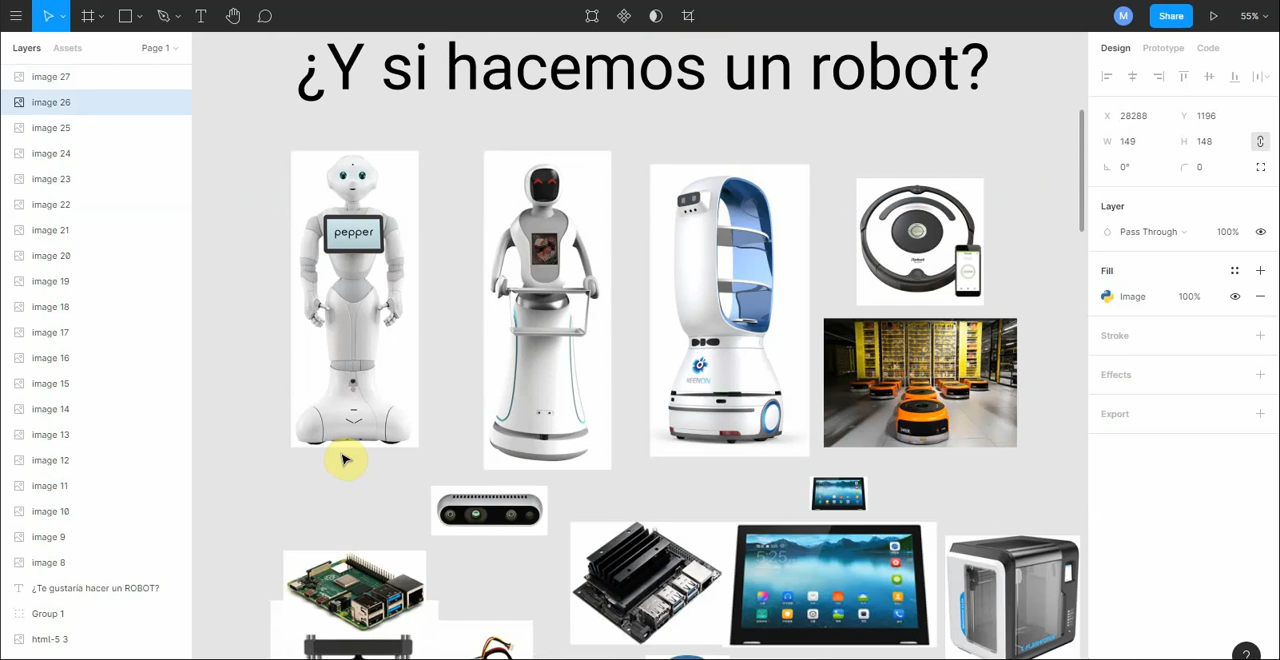 M
Share
55%
Layers
Assets
Page 1
Design
Prototype
Code
image 27
image 26
image 25
image 24
image 23
image 22
image 21
image 20
image 19
image 18
image 17
image 16
image 15
image 14
image 13
image 12
image 11
image 10
image 9
image 8
¿Te gustaría hacer un ROBOT?
Group 1
html-5 3
¿Y si hacemos un robot?
pepper
KEENON
5:25
X 28288
Y 1196
W 149
H 148
0°
0
Layer
Pass Through
100%
Fill
Image
100%
Stroke
Effects
Export
?